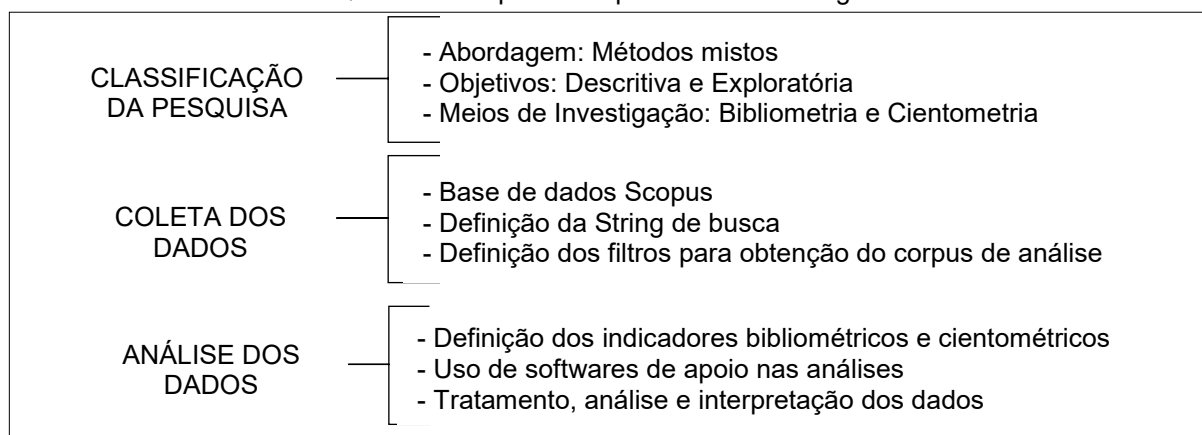 CLASSIFICAÇÃO
DA PESQUISA
- Abordagem: Métodos mistos
- Objetivos: Descritiva e Exploratória
- Meios de Investigação: Bibliometria e Cientometria
COLETA DOS
DADOS
- Base de dados Scopus
- Definição da String de busca
- Definição dos filtros para obtenção do corpus de análise
ANÁLISE DOS
DADOS
- Definição dos indicadores bibliométricos e cientométricos
- Uso de softwares de apoio nas análises
- Tratamento, análise e interpretação dos dados